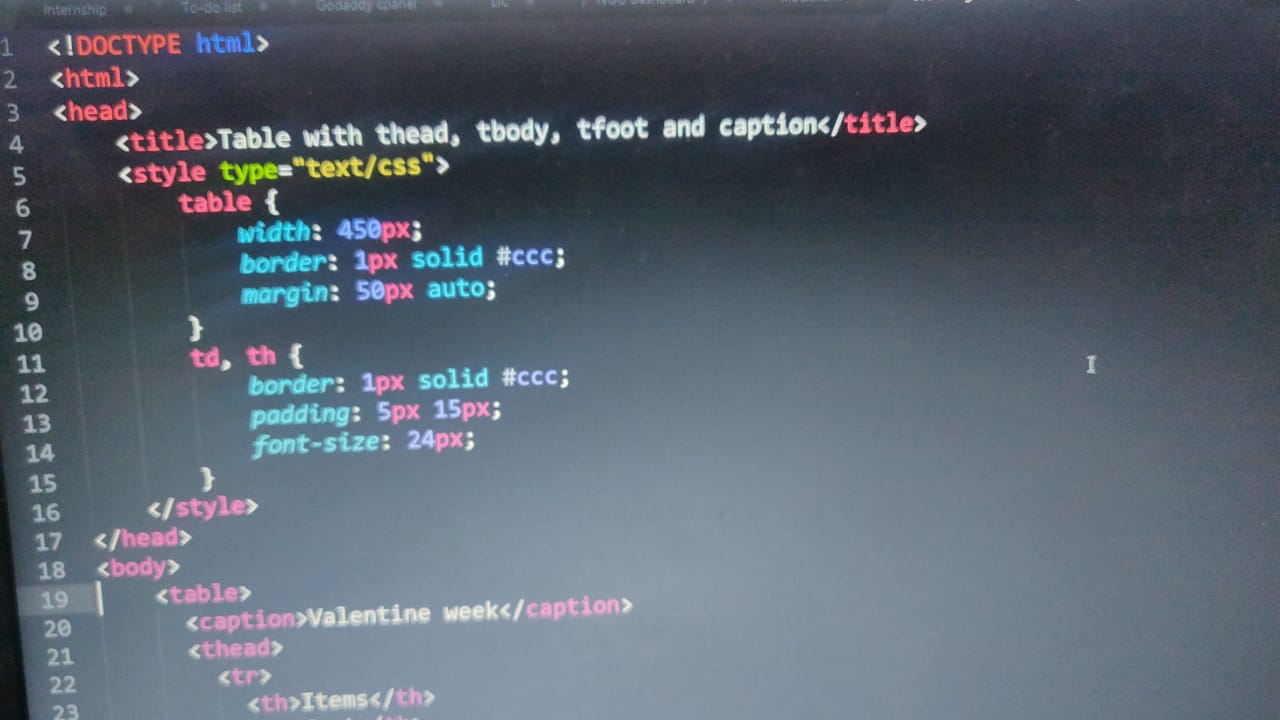 Internship To-do list Godaddy cpanel
1 <!DOCTYPE html>
2 <html>
3 <head>
4 <title>Table with thead, tbody, tfoot and caption</title>
5 <style type="text/css">
6 table {
7 width: 450px;
8 border: 1px solid #ccc;
9 margin: 50px auto;
10 }
11 td, th {
12 border: 1px solid #ccc;
13 padding: 5px 15px;
14 font-size: 24px;
15 }
16 </style>
17 </head>
18 <body>
19 <table>
20 <caption>Valentine week</caption>
21 <thead>
22 <tr>
23 <th>Items</th>